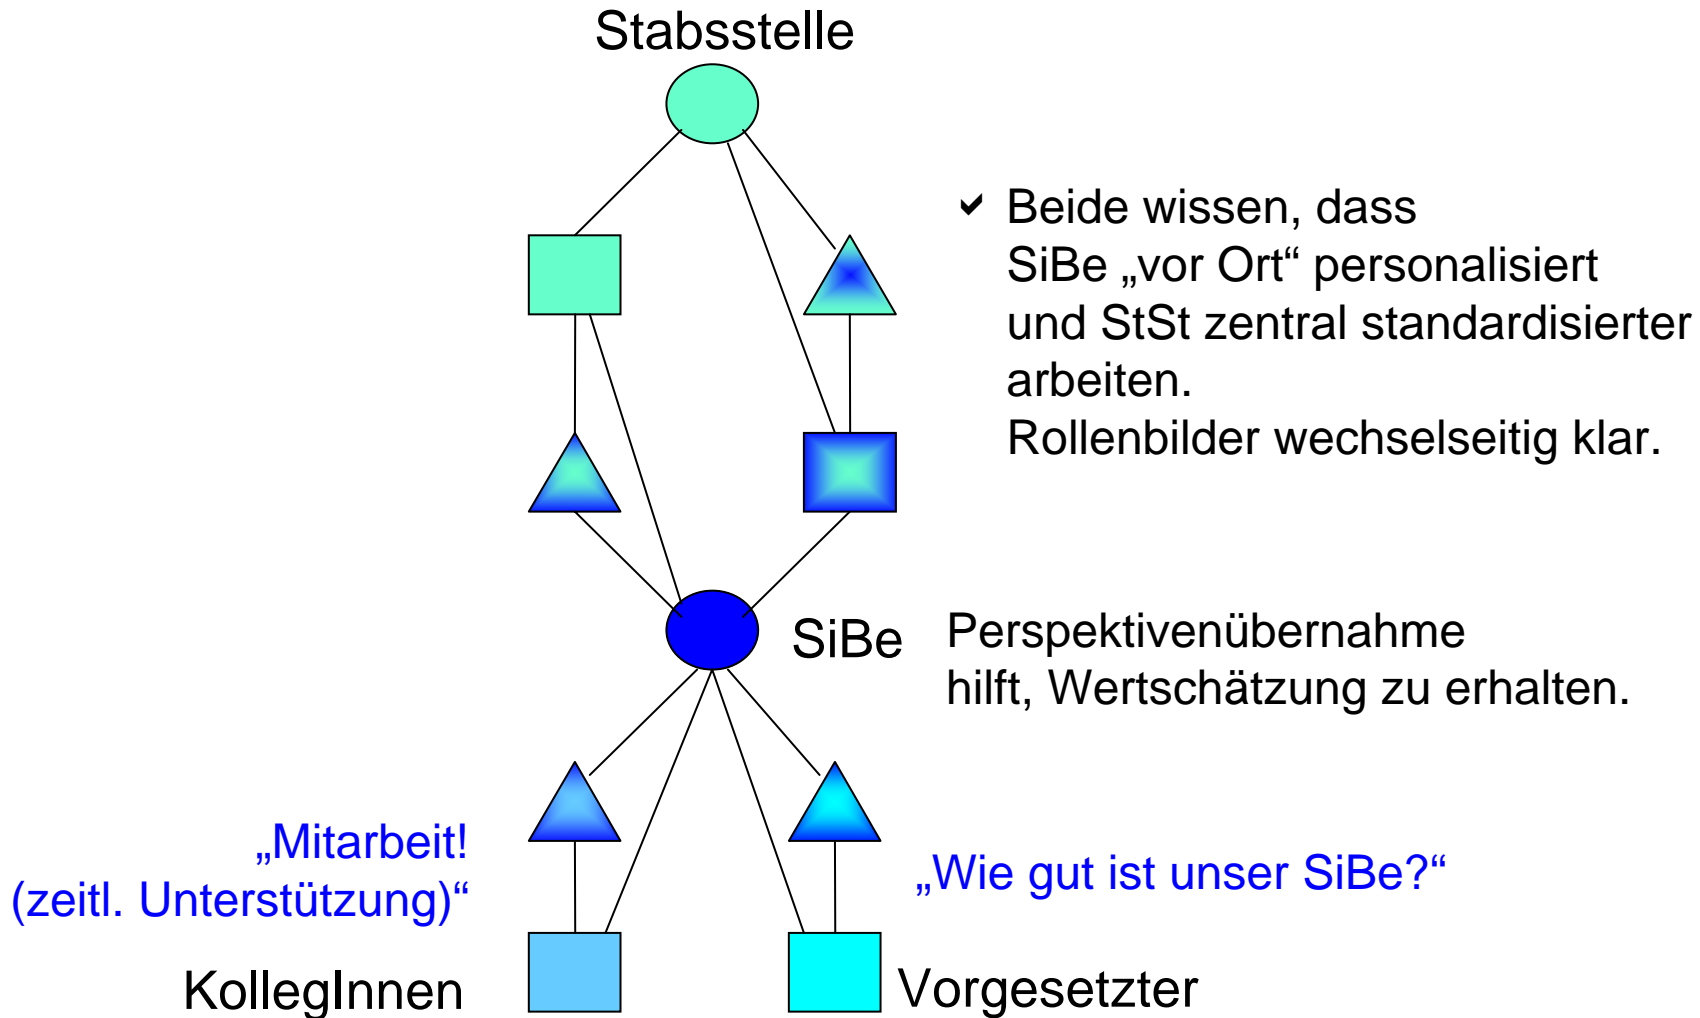 Stabsstelle
✓ Beide wissen, dass
SiBe „vor Ort“ personalisiert
und StSt zentral standardisierter
arbeiten.
Rollenbilder wechselseitig klar.
SiBe
Perspektivenübernahme
hilft, Wertschätzung zu erhalten.
„Mitarbeit!
(zeitl. Unterstützung)“
„Wie gut ist unser SiBe?“
KollegInnen
Vorgesetzter